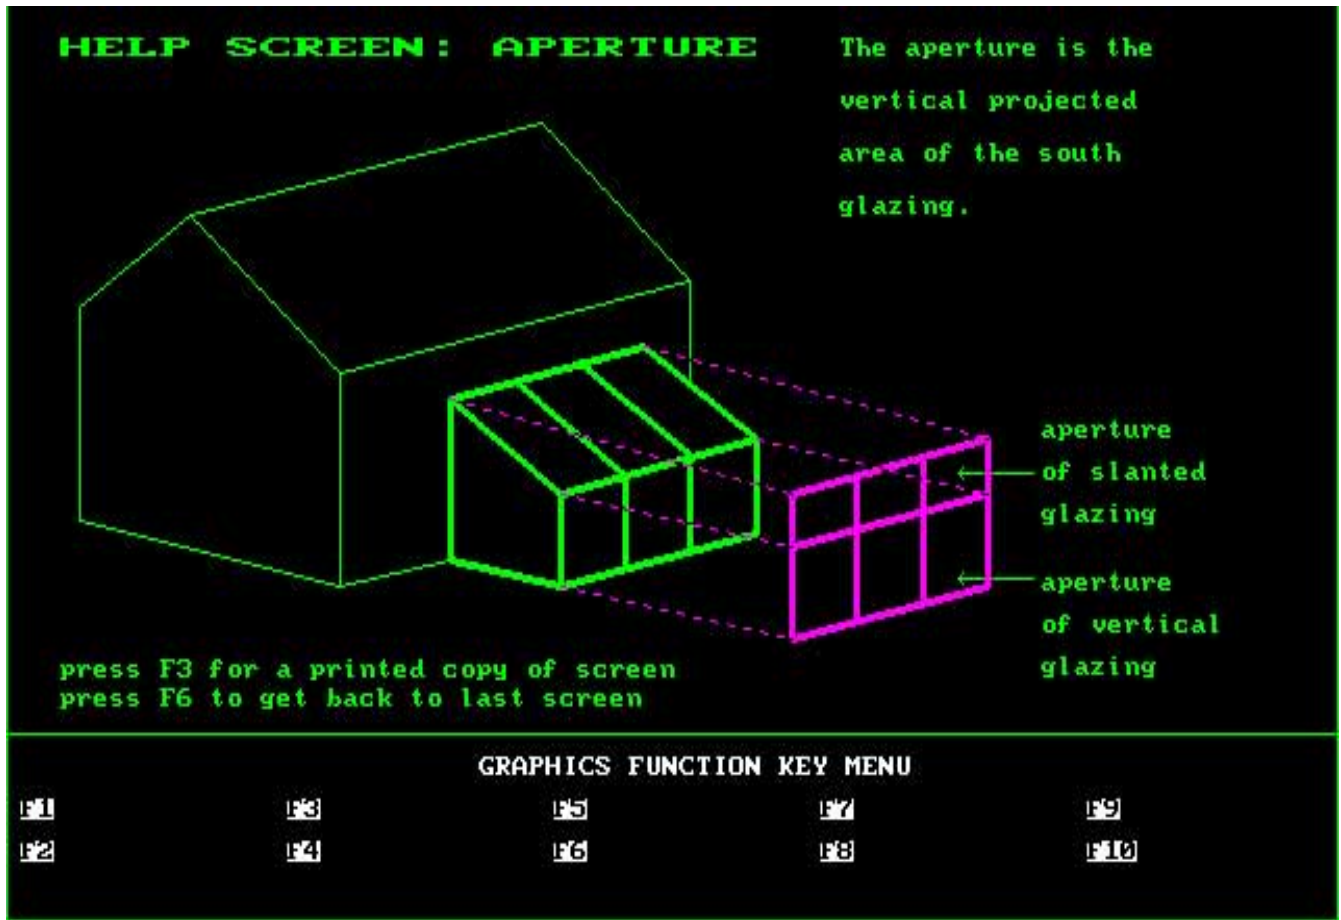 HELP SCREEN: APERTURE
The aperture is the
vertical projected
area of the south
glazing.
aperture
of slanted
glazing
aperture
of vertical
glazing
press F3 for a printed copy of screen
press F6 to get back to last screen
GRAPHICS FUNCTION KEY MENU
F1 F3 F5 F7 F9
F2 F4 F6 F8 F10